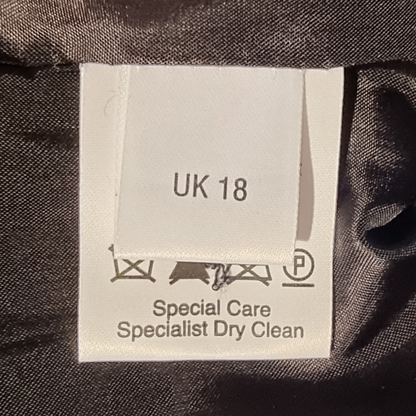 UK 18
P
Special Care
Specialist Dry Clean